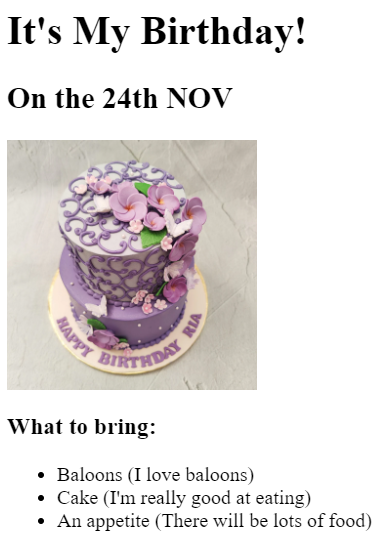 It's My Birthday!
On the 24th NOV
HAPPY BIRTHDAY RIA
What to bring:
Baloons (I love baloons)
Cake (I'm really good at eating)
An appetite (There will be lots of food)